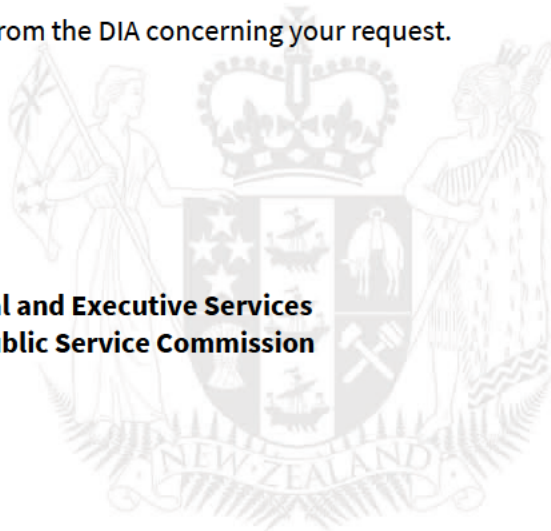 rom the DIA concerning your request.
l and Executive Services
blic Service Commission
NEW ZEALAND